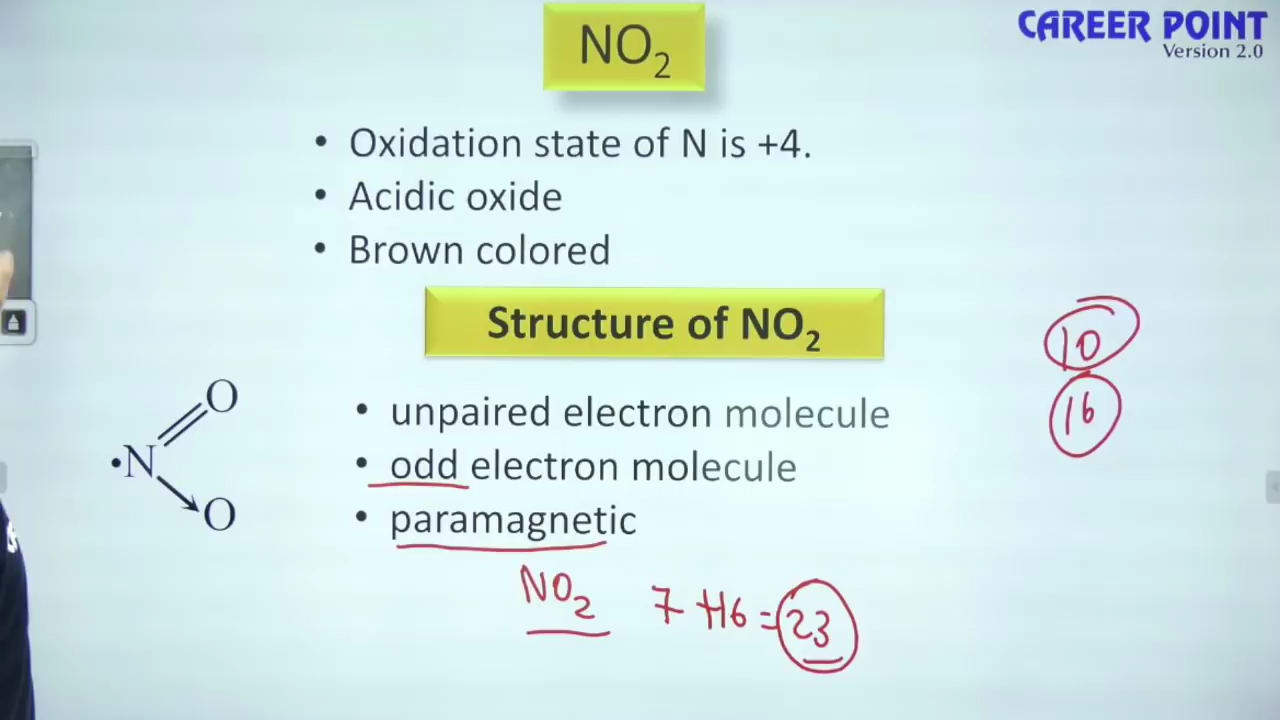 NO₂
CAREER POINT
Version 2.0
• Oxidation state of N is +4.
• Acidic oxide
• Brown colored
Structure of NO₂
10
16
O
•N
O
• unpaired electron molecule
• odd electron molecule
• paramagnetic
NO₂ 7 +16 = 23